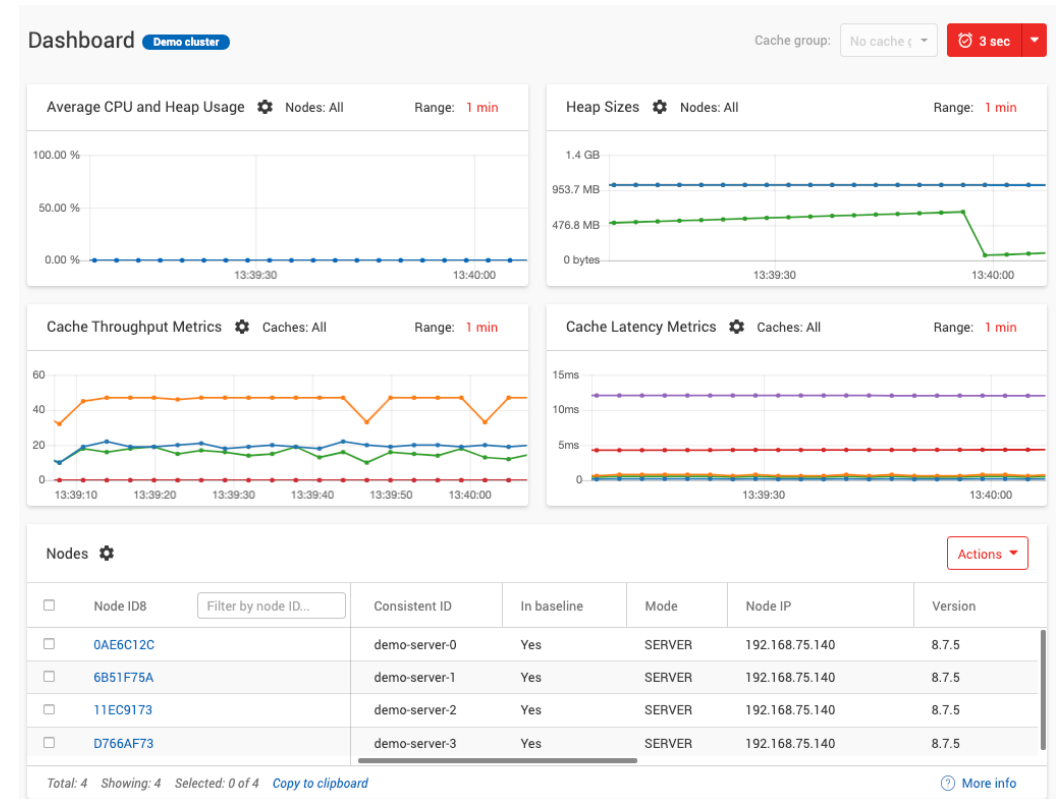 Dashboard Demo cluster Cache group: No cache g 3 sec
Average CPU and Heap Usage Nodes: All Range: 1 min
100.00 %
50.00 %
0.00 %
13:39:30 13:40:00
Heap Sizes Nodes: All Range: 1 min
1.4 GB
953.7 MB
476.8 MB
0 bytes
13:39:30 13:40:00
Cache Throughput Metrics Caches: All Range: 1 min
60
40
20
0
13:39:10 13:39:20 13:39:30 13:39:40 13:39:50 13:40:00
Cache Latency Metrics Caches: All Range: 1 min
15ms
10ms
5ms
0
13:39:30 13:40:00
Nodes Actions
Node ID8 Filter by node ID... Consistent ID In baseline Mode Node IP Version
0AE6C12C demo-server-0 Yes SERVER 192.168.75.140 8.7.5
6B51F75A demo-server-1 Yes SERVER 192.168.75.140 8.7.5
11EC9173 demo-server-2 Yes SERVER 192.168.75.140 8.7.5
D766AF73 demo-server-3 Yes SERVER 192.168.75.140 8.7.5
Total: 4 Showing: 4 Selected: 0 of 4 Copy to clipboard ? More info